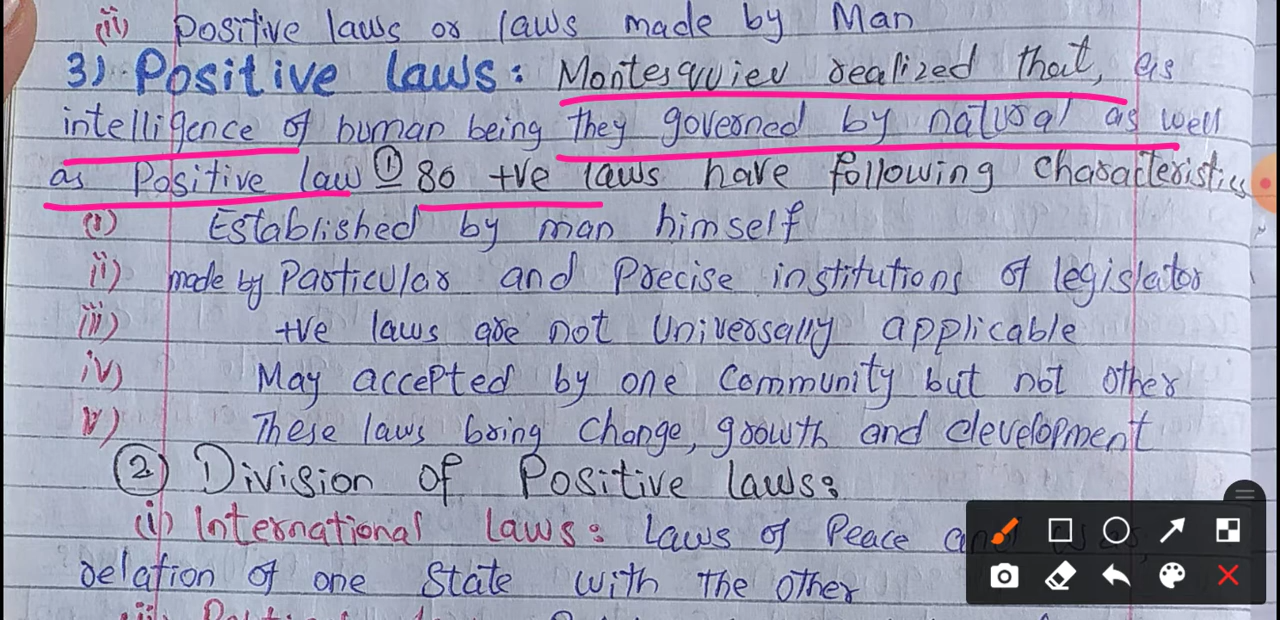 (ii) Positive laws or laws made by Man
3) Positive laws: Montesquieu realized that, as
intelligence of human being they governed by natural as well
as Positive law ① So +ve laws have following characteristics
(i) Established by man himself
ii) made by Particular and Precise institutions of legislator
iii) +ve laws are not Universally applicable
iv) May accepted by one Community but not other
v) These laws bring change, growth and development
② Division of Positive laws:
(i) International Laws: Laws of Peace and
relation of one State with the other